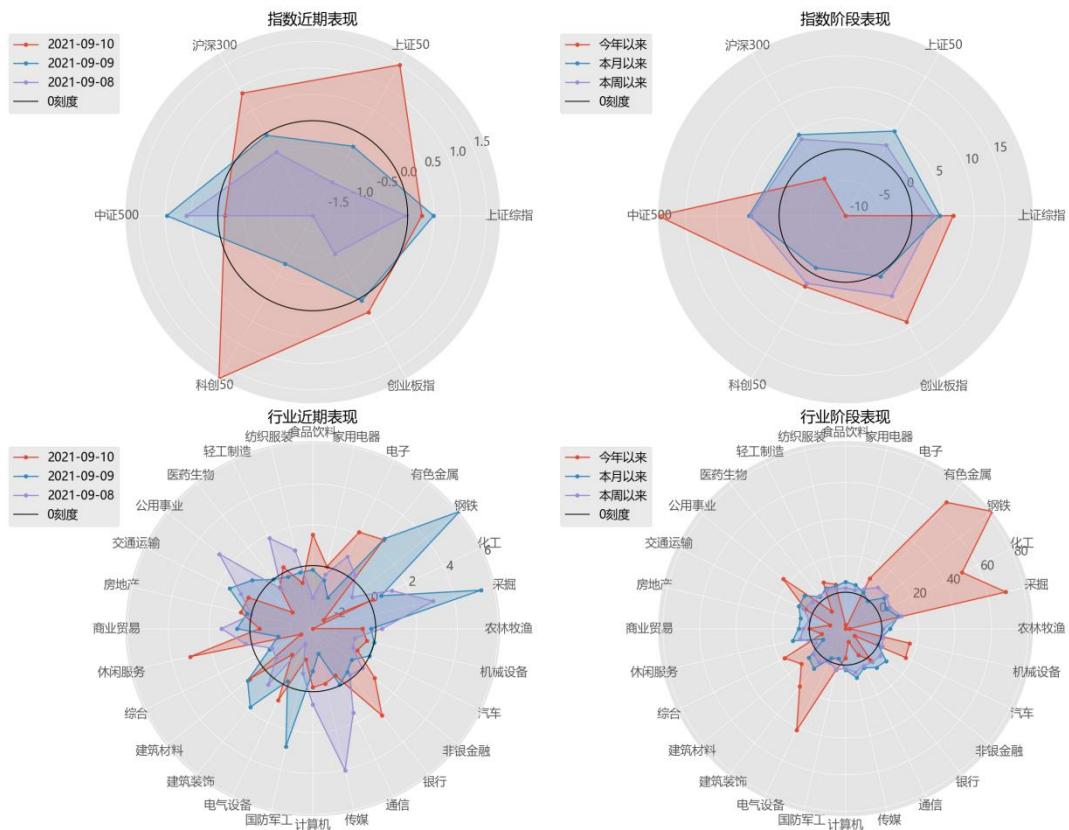 指数近期表现
2021-09-10
2021-09-09
2021-09-08
0刻度
沪深300
上证50
中证500
上证综指
科创50
创业板指
-1.5
1.0
-0.5
0.0
0.5
1.0
1.5
指数阶段表现
今年以来
本月以来
本周以来
0刻度
沪深300
上证50
中证500
上证综指
科创50
创业板指
-10
-5
0
5
10
15
行业近期表现
2021-09-10
2021-09-09
2021-09-08
0刻度
食品饮料
纺织服装
家用电器
轻工制造
电子
医药生物
有色金属
公用事业
钢铁
交通运输
化工
房地产
采掘
商业贸易
农林牧渔
休闲服务
机械设备
综合
汽车
建筑材料
非银金融
建筑装饰
银行
电气设备
通信
国防军工
计算机
传媒
-2
0
2
4
6
行业阶段表现
今年以来
本月以来
本周以来
0刻度
食品饮料
纺织服装
家用电器
轻工制造
电子
医药生物
有色金属
公用事业
钢铁
交通运输
化工
房地产
采掘
商业贸易
农林牧渔
休闲服务
机械设备
综合
汽车
建筑材料
非银金融
建筑装饰
银行
电气设备
通信
国防军工
计算机
传媒
0
20
40
60
80